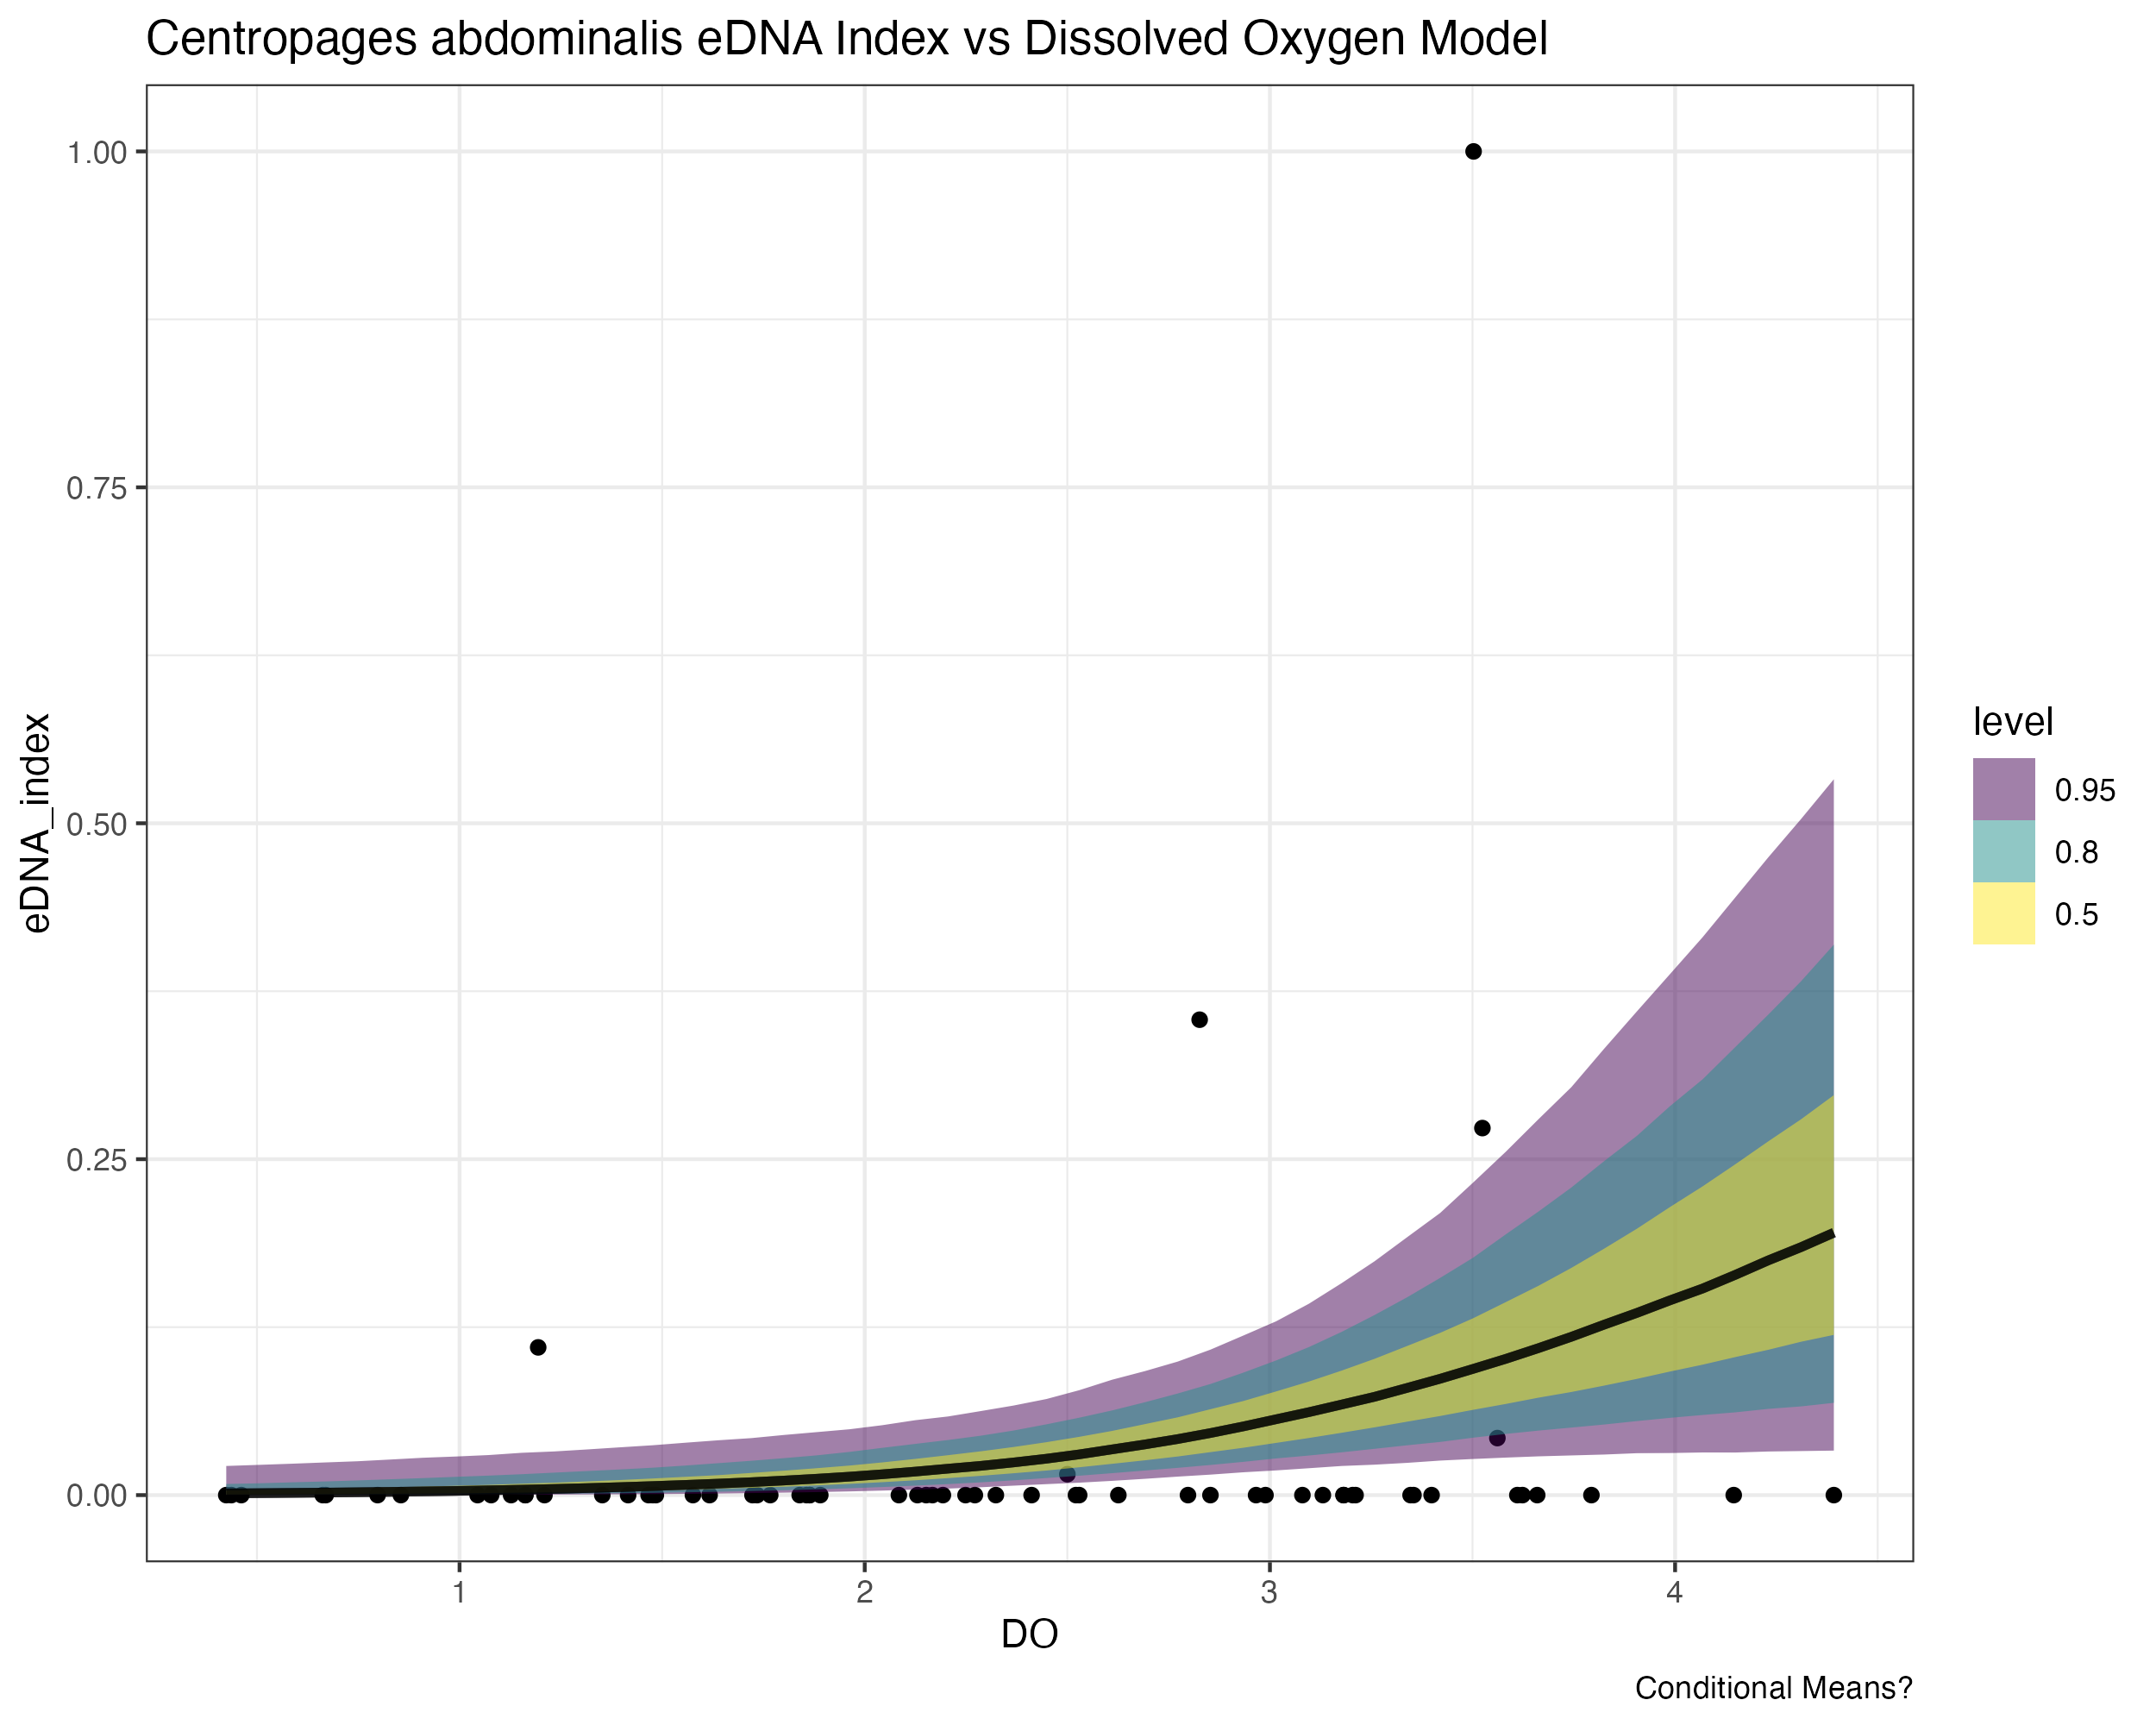 Centropages abdominalis eDNA Index vs Dissolved Oxygen Model
1.00
0.75
0.50
0.25
0.00
eDNA_index
1 2 3 4
DO
level
0.95
0.8
0.5
Conditional Means?